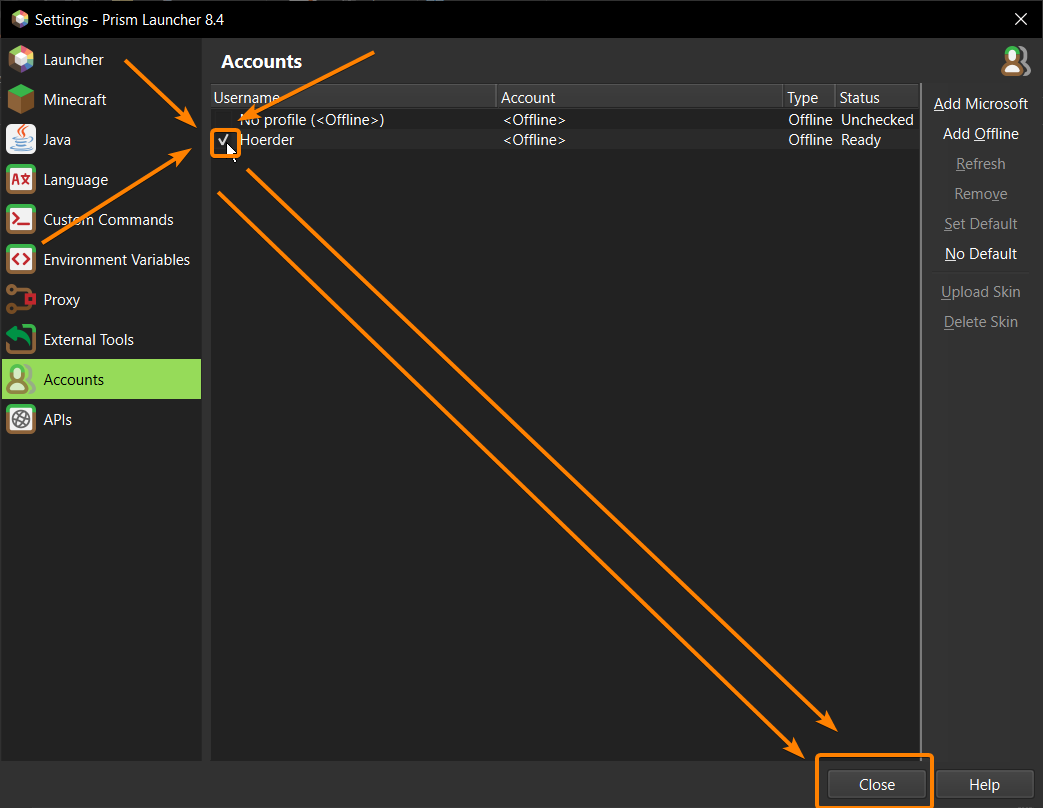 Settings - Prism Launcher 8.4
Launcher
Minecraft
Java
Language
Custom Commands
Environment Variables
Proxy
External Tools
Accounts
APIs
Accounts
Username Account Type Status
No profile (<Offline>) <Offline> Offline Unchecked
Hoerder <Offline> Offline Ready
Add Microsoft
Add Offline
Refresh
Remove
Set Default
No Default
Upload Skin
Delete Skin
Close
Help